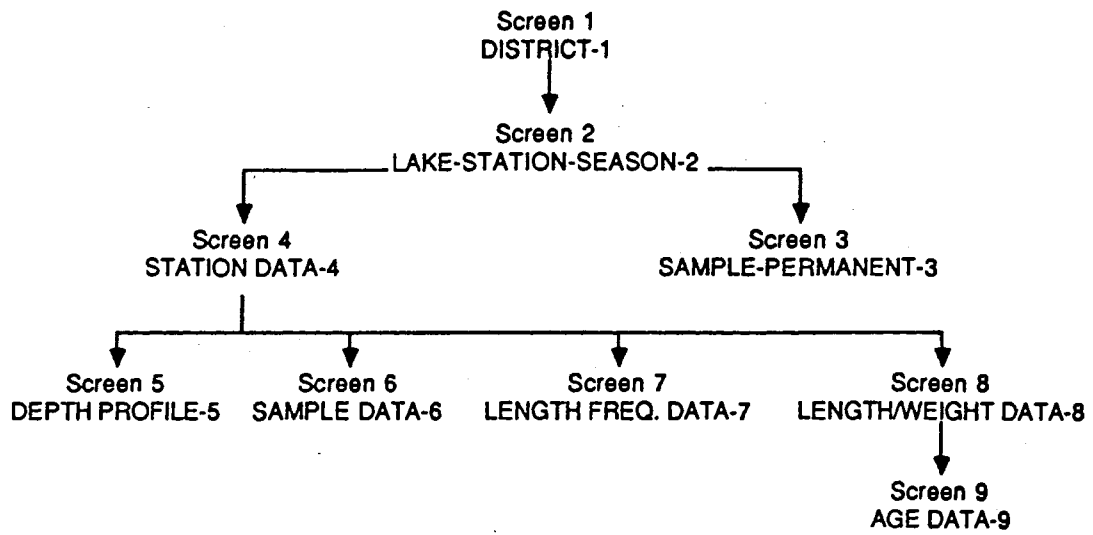 Screen 1
DISTRICT-1
Screen 2
LAKE-STATION-SEASON-2
Screen 4
STATION DATA-4
Screen 3
SAMPLE-PERMANENT-3
Screen 5
DEPTH PROFILE-5
Screen 6
SAMPLE DATA-6
Screen 7
LENGTH FREQ. DATA-7
Screen 8
LENGTH/WEIGHT DATA-8
Screen 9
AGE DATA-9